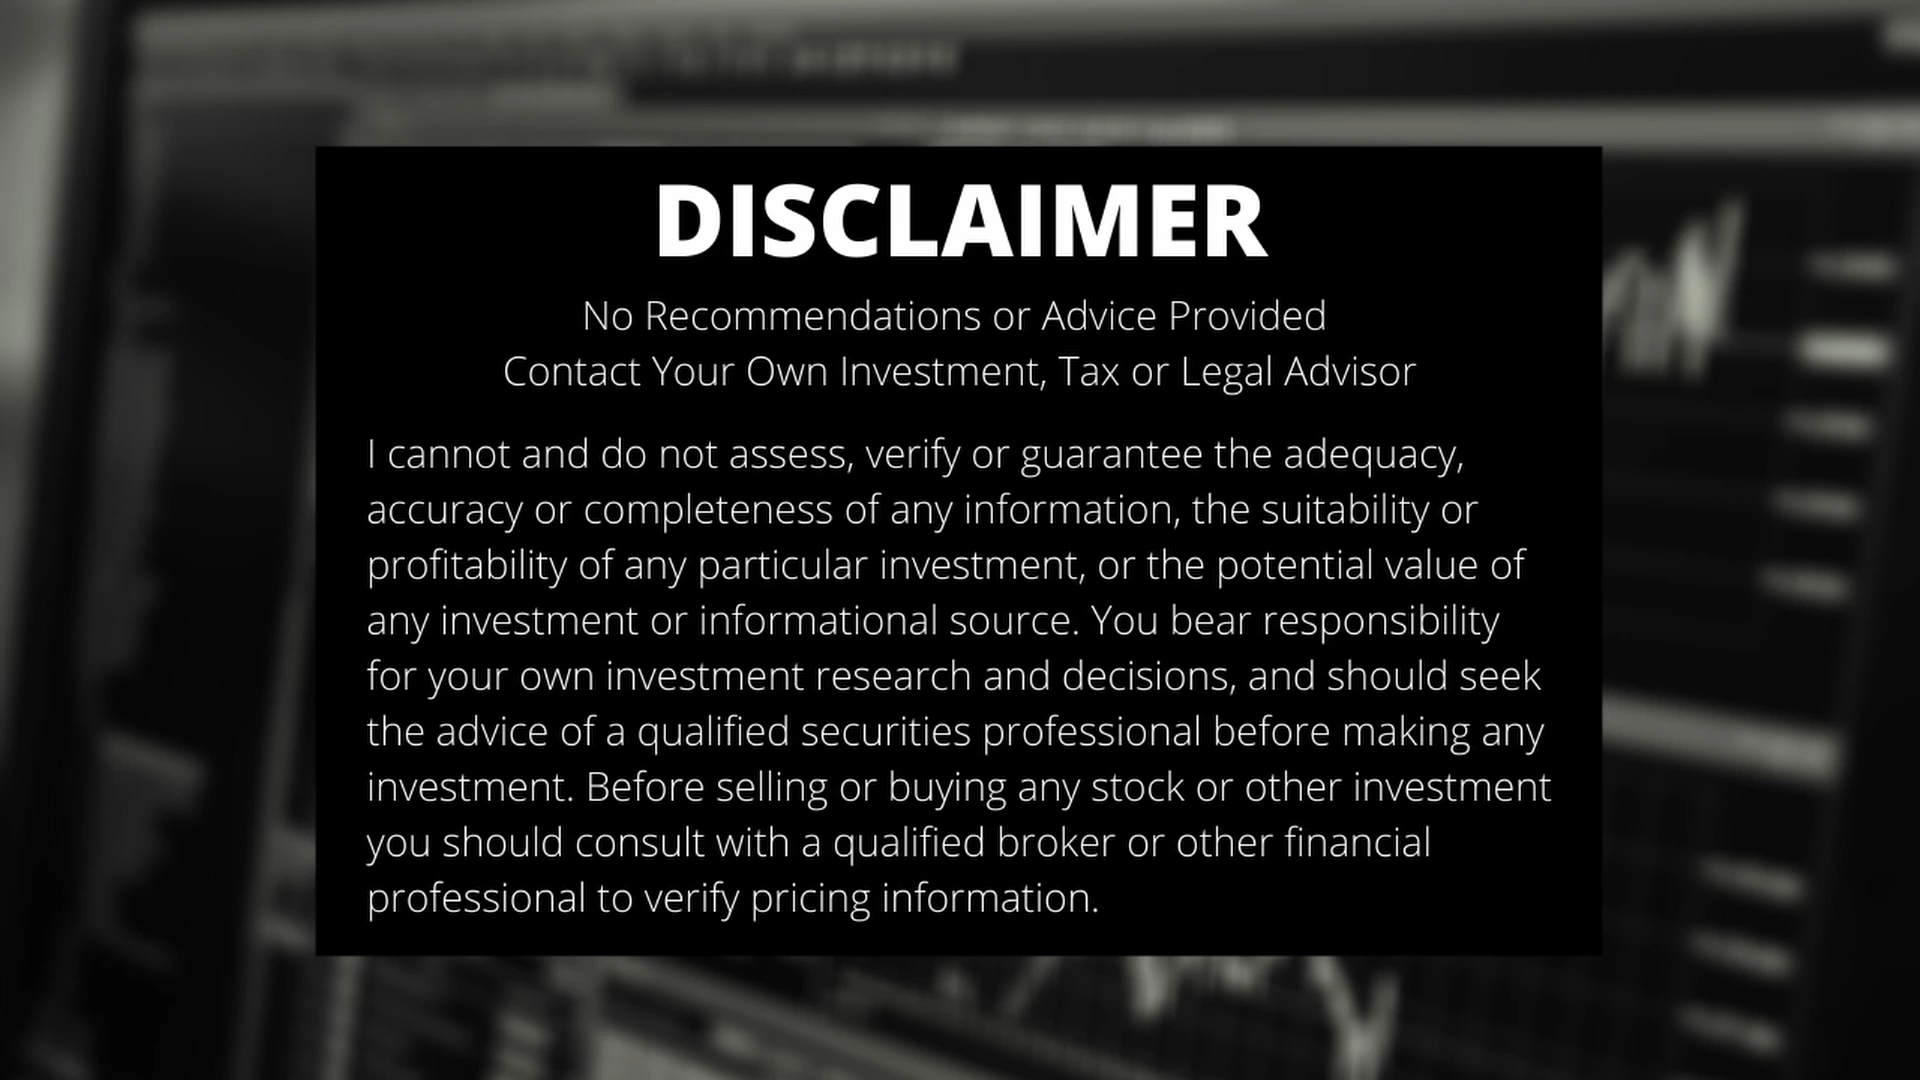 DISCLAIMER
No Recommendations or Advice Provided
Contact Your Own Investment, Tax or Legal Advisor
I cannot and do not assess, verify or guarantee the adequacy,
accuracy or completeness of any information, the suitability or
profitability of any particular investment, or the potential value of
any investment or informational source. You bear responsibility
for your own investment research and decisions, and should seek
the advice of a qualified securities professional before making any
investment. Before selling or buying any stock or other investment
you should consult with a qualified broker or other financial
professional to verify pricing information.